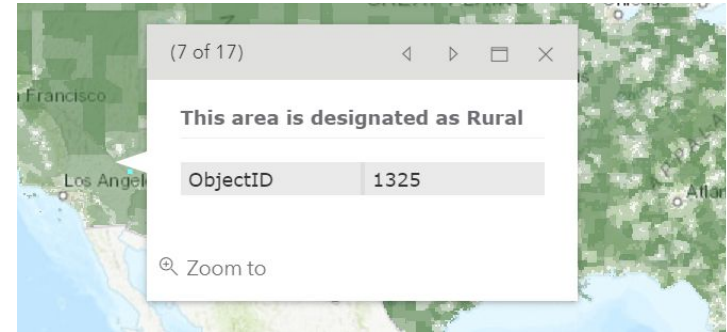 (7 of 17)
This area is designated as Rural
ObjectID 1325
Zoom to
Francisco
Los Angel
Atlan